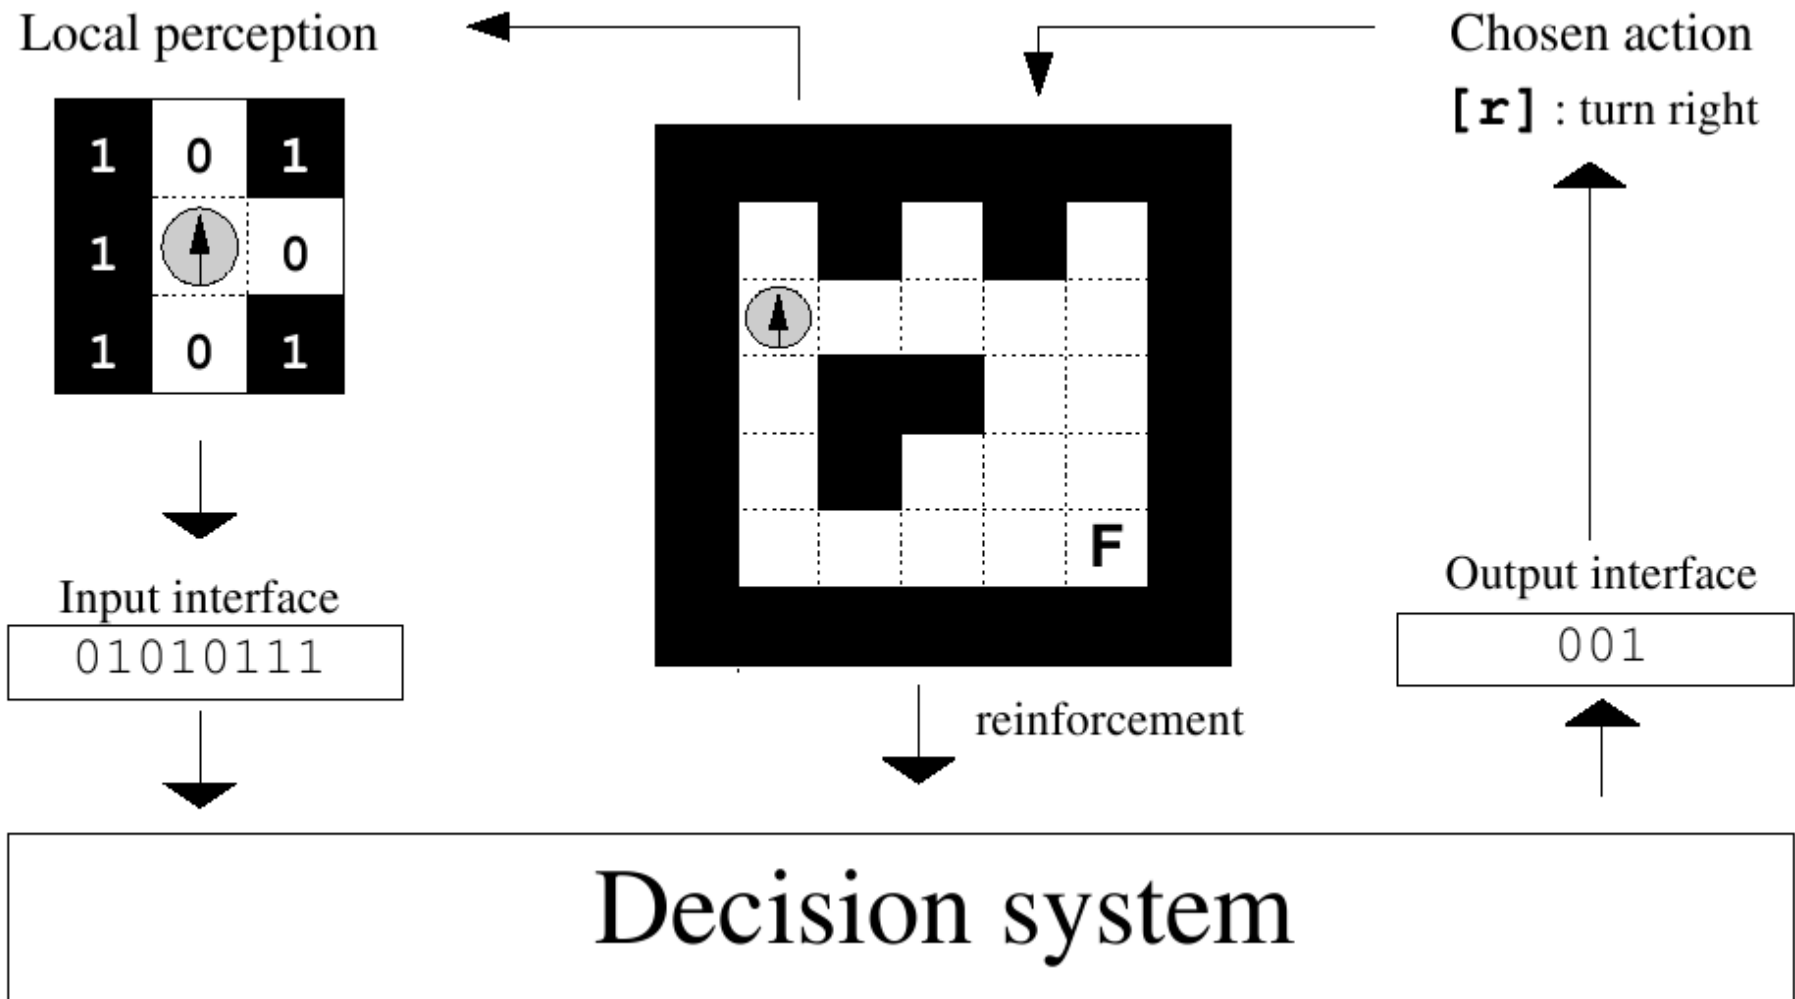 Local perception
Chosen action
[r] : turn right
1 0 1
1 0
1 0 1
F
Input interface
01010111
Output interface
001
reinforcement
Decision system